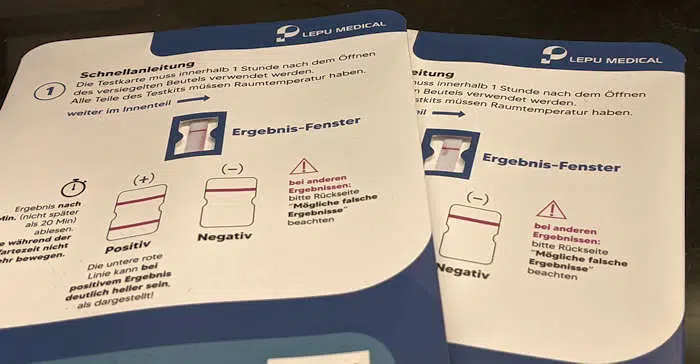 LEPU MEDICAL
Schnellanleitung
1
Die Testkarte muss innerhalb 1 Stunde nach dem Öffnen
des versiegelten Beutels verwendet werden.
Alle Teile des Testkits müssen Raumtemperatur haben.
weiter im Innenteil
Ergebnis-Fenster
Ergebnis nach
Min. (nicht später
als 20 Min)
ablesen.
während der
nicht
bewegen.
(+)
Positiv
Die untere rote
Linie kann bei
positivem Ergebnis
deutlich heller sein,
als dargestellt!
(−)
Negativ
bei anderen
Ergebnissen:
bitte Rückseite
"Mögliche falsche
Ergebnisse"
beachten
LEPU MEDICAL
leitung
uss innerhalb 1 Stunde nach dem Öffnen
Beutels verwendet werden.
stkits müssen Raumtemperatur haben.
eil
Ergebnis-Fenster
(−)
Negativ
bei anderen
Ergebnissen:
bitte Rückseite
"Mögliche falsche
Ergebnisse"
beachten